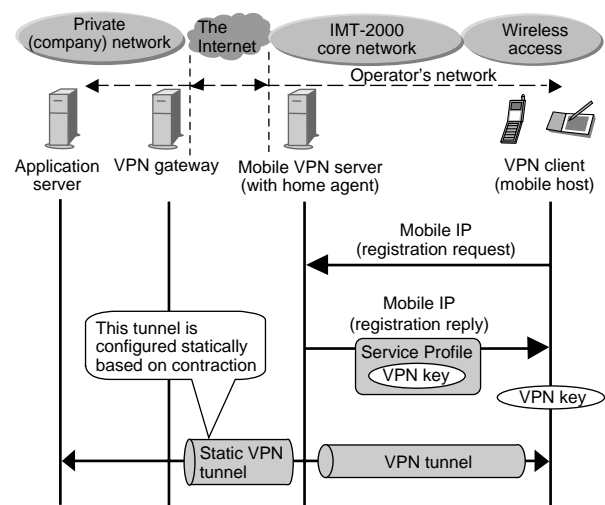 Private
(company) network
The
Internet
IMT-2000
core network
Wireless
access
Operator's network
Application
server
VPN gateway
Mobile VPN server
(with home agent)
VPN client
(mobile host)
Mobile IP
(registration request)
Mobile IP
(registration reply)
This tunnel is
configured statically
based on contraction
Service Profile
VPN key
VPN key
Static VPN
tunnel
VPN tunnel